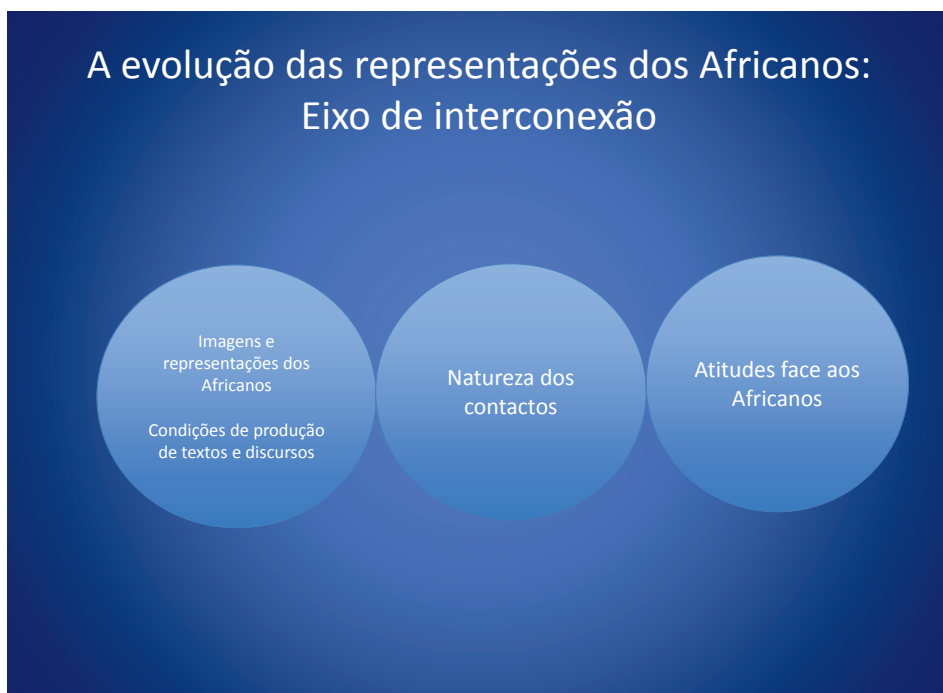 A evolução das representações dos Africanos:
Eixo de interconexão
Imagens e
representações dos
Africanos
Condições de produção
de textos e discursos
Natureza dos
contactos
Atitudes face aos
Africanos